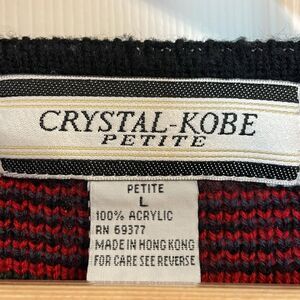 CRYSTAL-KOBE
PETITE
PETITE
L
100% ACRYLIC
RN 69377
MADE IN HONG KONG
FOR CARE SEE REVERSE